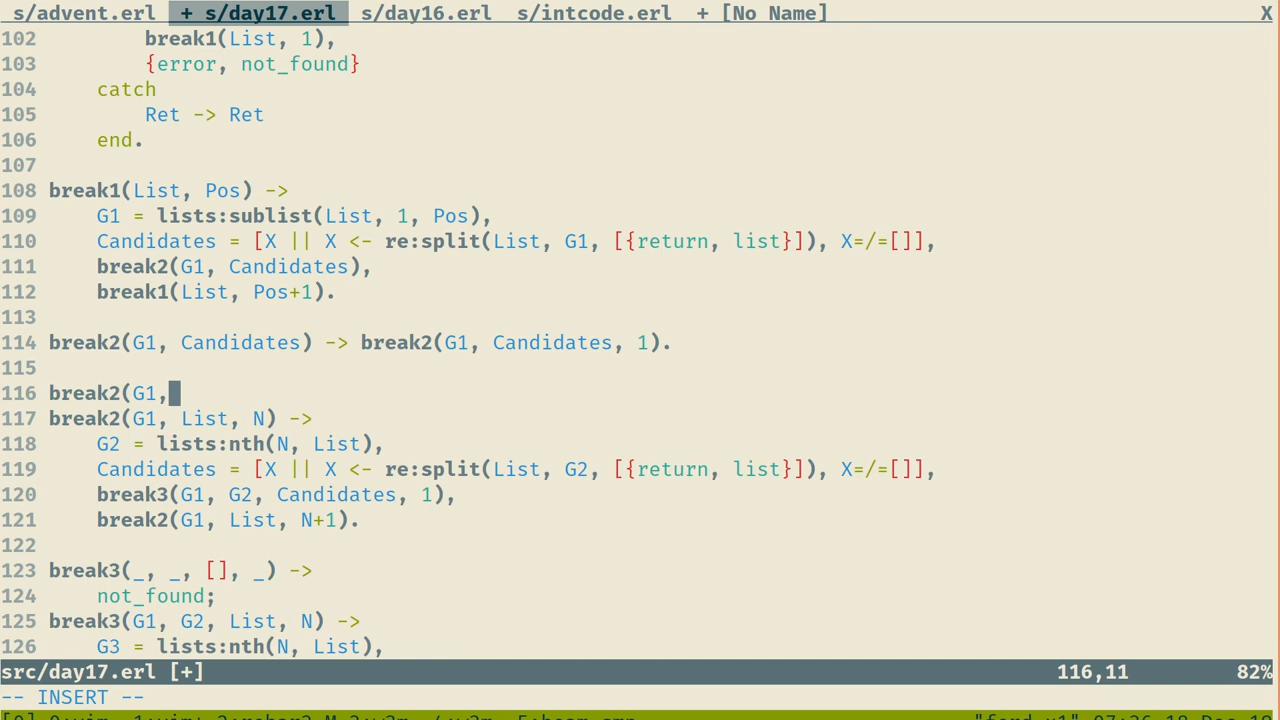 s/advent.erl + s/day17.erl s/day16.erl s/intcode.erl + [No Name] X
102 break1(List, 1),
103 {error, not_found}
104 catch
105 Ret -> Ret
106 end.
107
108 break1(List, Pos) ->
109 G1 = lists:sublist(List, 1, Pos),
110 Candidates = [X || X <- re:split(List, G1, [{return, list}]), X=/=[]],
111 break2(G1, Candidates),
112 break1(List, Pos+1).
113
114 break2(G1, Candidates) -> break2(G1, Candidates, 1).
115
116 break2(G1,
117 break2(G1, List, N) ->
118 G2 = lists:nth(N, List),
119 Candidates = [X || X <- re:split(List, G2, [{return, list}]), X=/=[]],
120 break3(G1, G2, Candidates, 1),
121 break2(G1, List, N+1).
122
123 break3(_, _, [], _) ->
124 not_found;
125 break3(G1, G2, List, N) ->
126 G3 = lists:nth(N, List),
src/day17.erl [+] 116,11 82%
-- INSERT --